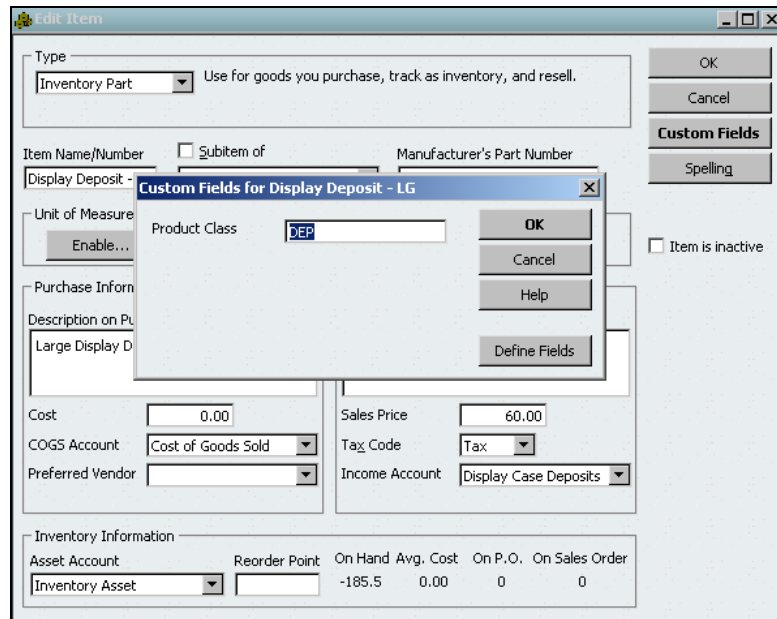 Edit Item
Type
Inventory Part
Use for goods you purchase, track as inventory, and resell.
OK
Cancel
Custom Fields
Spelling
Item Name/Number
Subitem of
Manufacturer's Part Number
Display Deposit -
Custom Fields for Display Deposit - LG
Product Class
DEP
OK
Cancel
Help
Define Fields
Unit of Measure
Enable...
Item is inactive
Purchase Inform
Description on Pu
Large Display D
Cost
0.00
Sales Price
60.00
COGS Account
Cost of Goods Sold
Tax Code
Tax
Preferred Vendor
Income Account
Display Case Deposits
Inventory Information
Asset Account
Reorder Point
On Hand
Avg. Cost
On P.O.
On Sales Order
Inventory Asset
-185.5
0.00
0
0